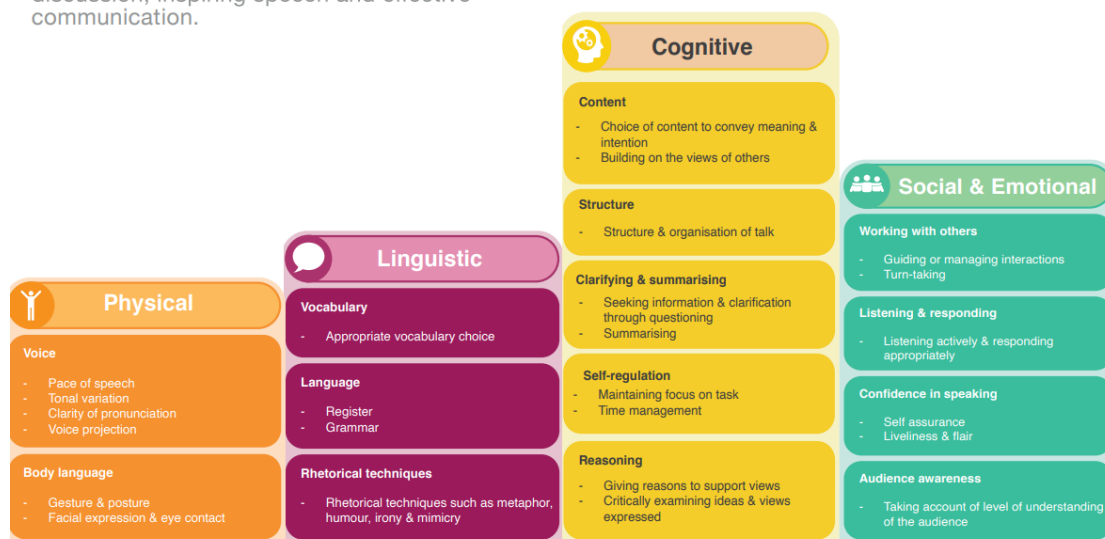 discussion, inspiring speech and effective
communication.
Physical
Voice
- Pace of speech
- Tonal variation
- Clarity of pronunciation
- Voice projection
Body language
- Gesture & posture
- Facial expression & eye contact
Linguistic
Vocabulary
- Appropriate vocabulary choice
Language
- Register
- Grammar
Rhetorical techniques
- Rhetorical techniques such as metaphor,
humour, irony & mimicry
Cognitive
Content
- Choice of content to convey meaning &
intention
- Building on the views of others
Structure
- Structure & organisation of talk
Clarifying & summarising
- Seeking information & clarification
through questioning
- Summarising
Self-regulation
- Maintaining focus on task
- Time management
Reasoning
- Giving reasons to support views
- Critically examining ideas & views
expressed
Social & Emotional
Working with others
- Guiding or managing interactions
- Turn-taking
Listening & responding
- Listening actively & responding
appropriately
Confidence in speaking
- Self assurance
- Liveliness & flair
Audience awareness
- Taking account of level of understanding
of the audience